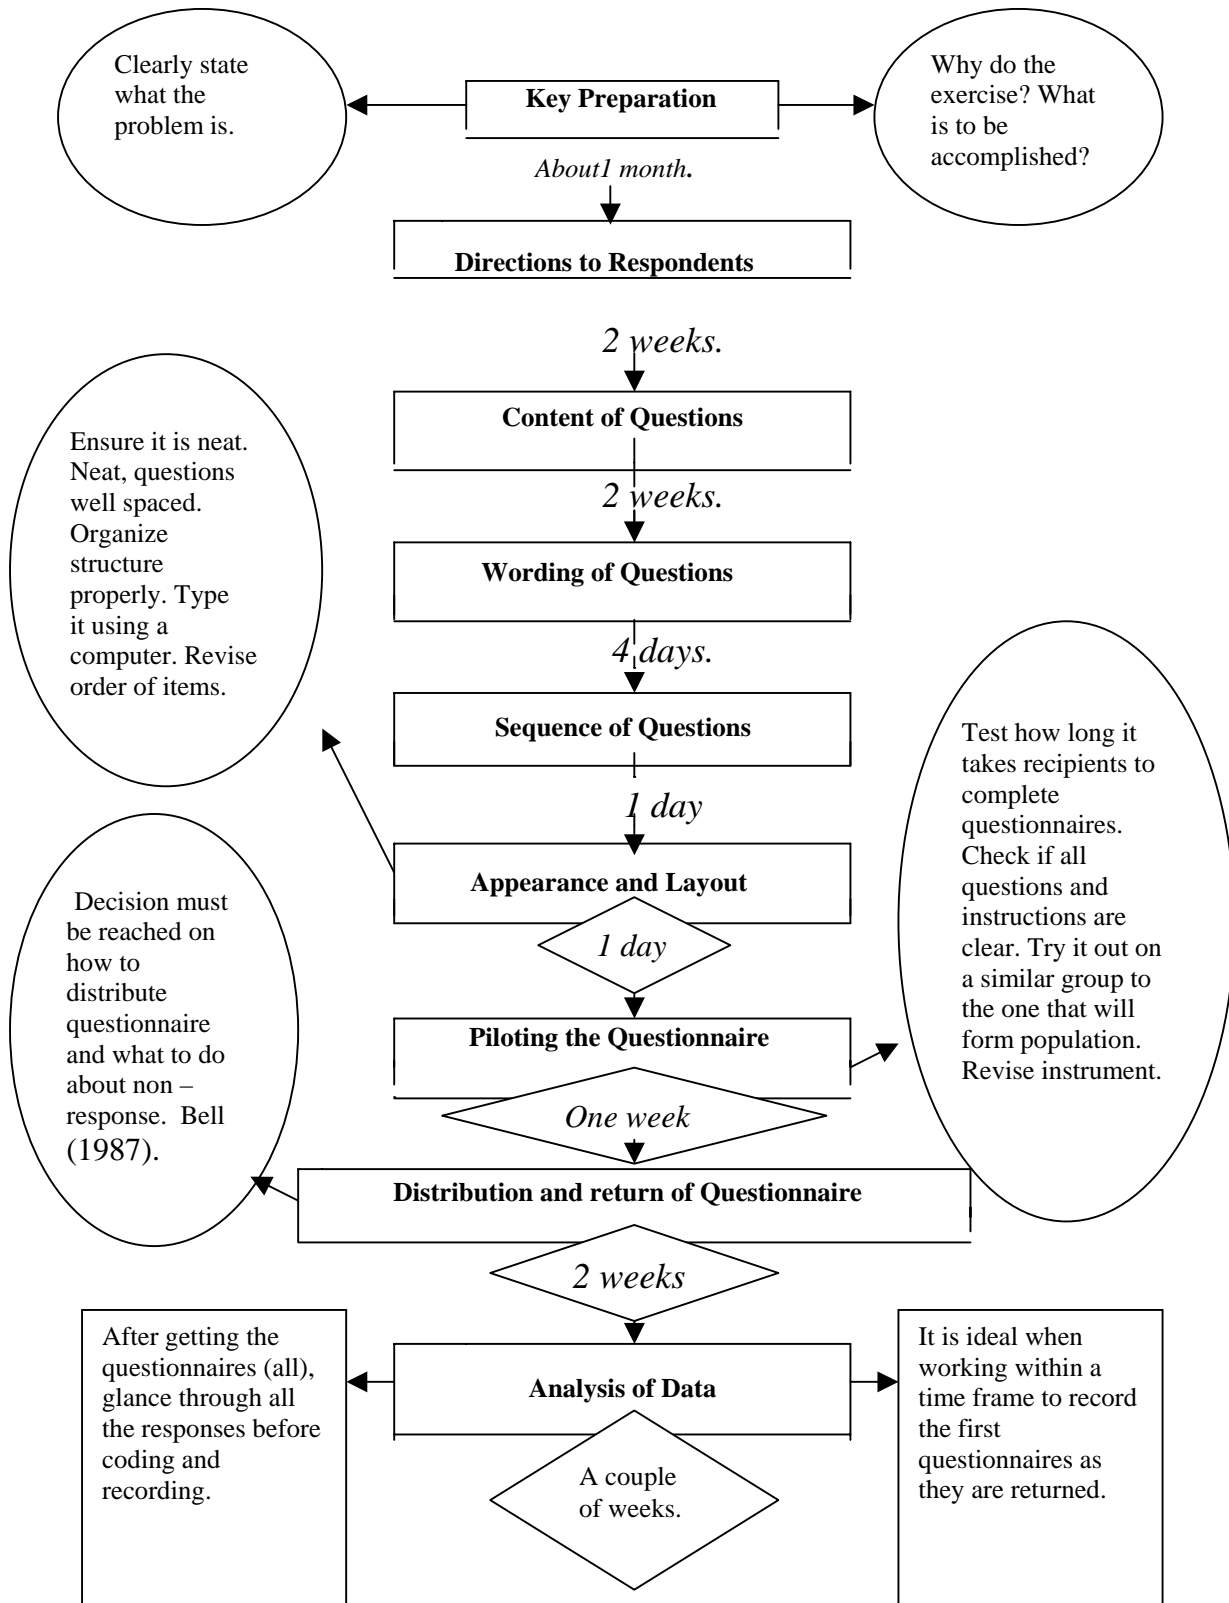 Clearly state
what the
problem is.
Key Preparation
Why do the
exercise? What
is to be
accomplished?
About1 month.
Directions to Respondents
2 weeks.
Content of Questions
2 weeks.
Wording of Questions
4 days.
Sequence of Questions
1 day
Ensure it is neat.
Neat, questions
well spaced.
Organize
structure
properly. Type
it using a
computer. Revise
order of items.
Appearance and Layout
1 day
Piloting the Questionnaire
Test how long it
takes recipients to
complete
questionnaires.
Check if all
questions and
instructions are
clear. Try it out on
a similar group to
the one that will
form population.
Revise instrument.
One week
Decision must
be reached on
how to
distribute
questionnaire
and what to do
about non –
response.  Bell
(1987).
Distribution and return of Questionnaire
2 weeks
After getting the
questionnaires (all),
glance through all
the responses before
coding and
recording.
Analysis of Data
It is ideal when
working within a
time frame to record
the first
questionnaires as
they are returned.
A couple
of weeks.